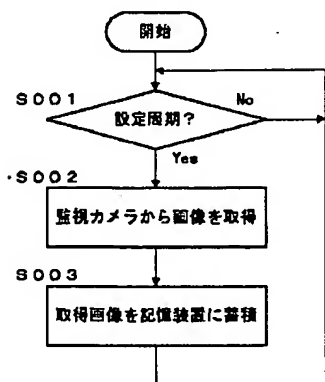 開始
S001
設定周期?
No
Yes
S002
監視カメラから画像を取得
S003
取得画像を記憶装置に蓄積